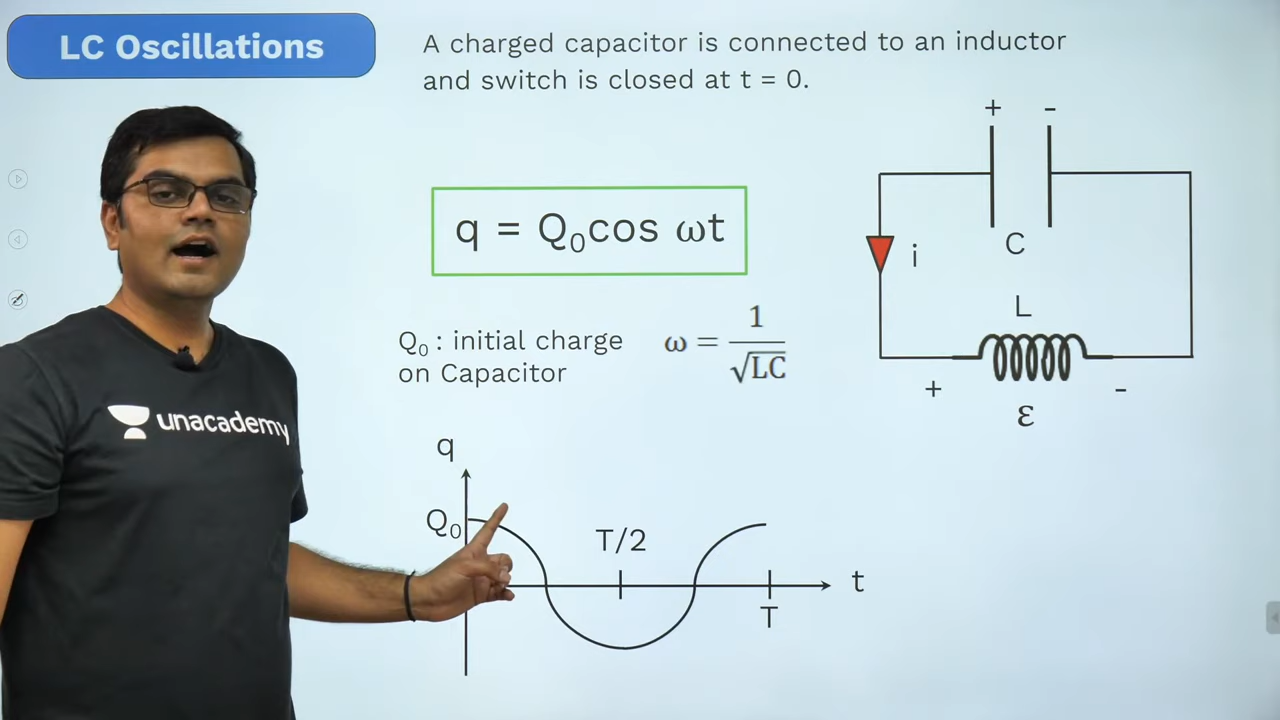 LC Oscillations
A charged capacitor is connected to an inductor
and switch is closed at t = 0.
+ -
q = Q₀cos ωt
i
C
L
Q₀ : initial charge
on Capacitor
ω = 1/√LC
+ -
ε
unacademy
q
Q₀
T/2
t
T